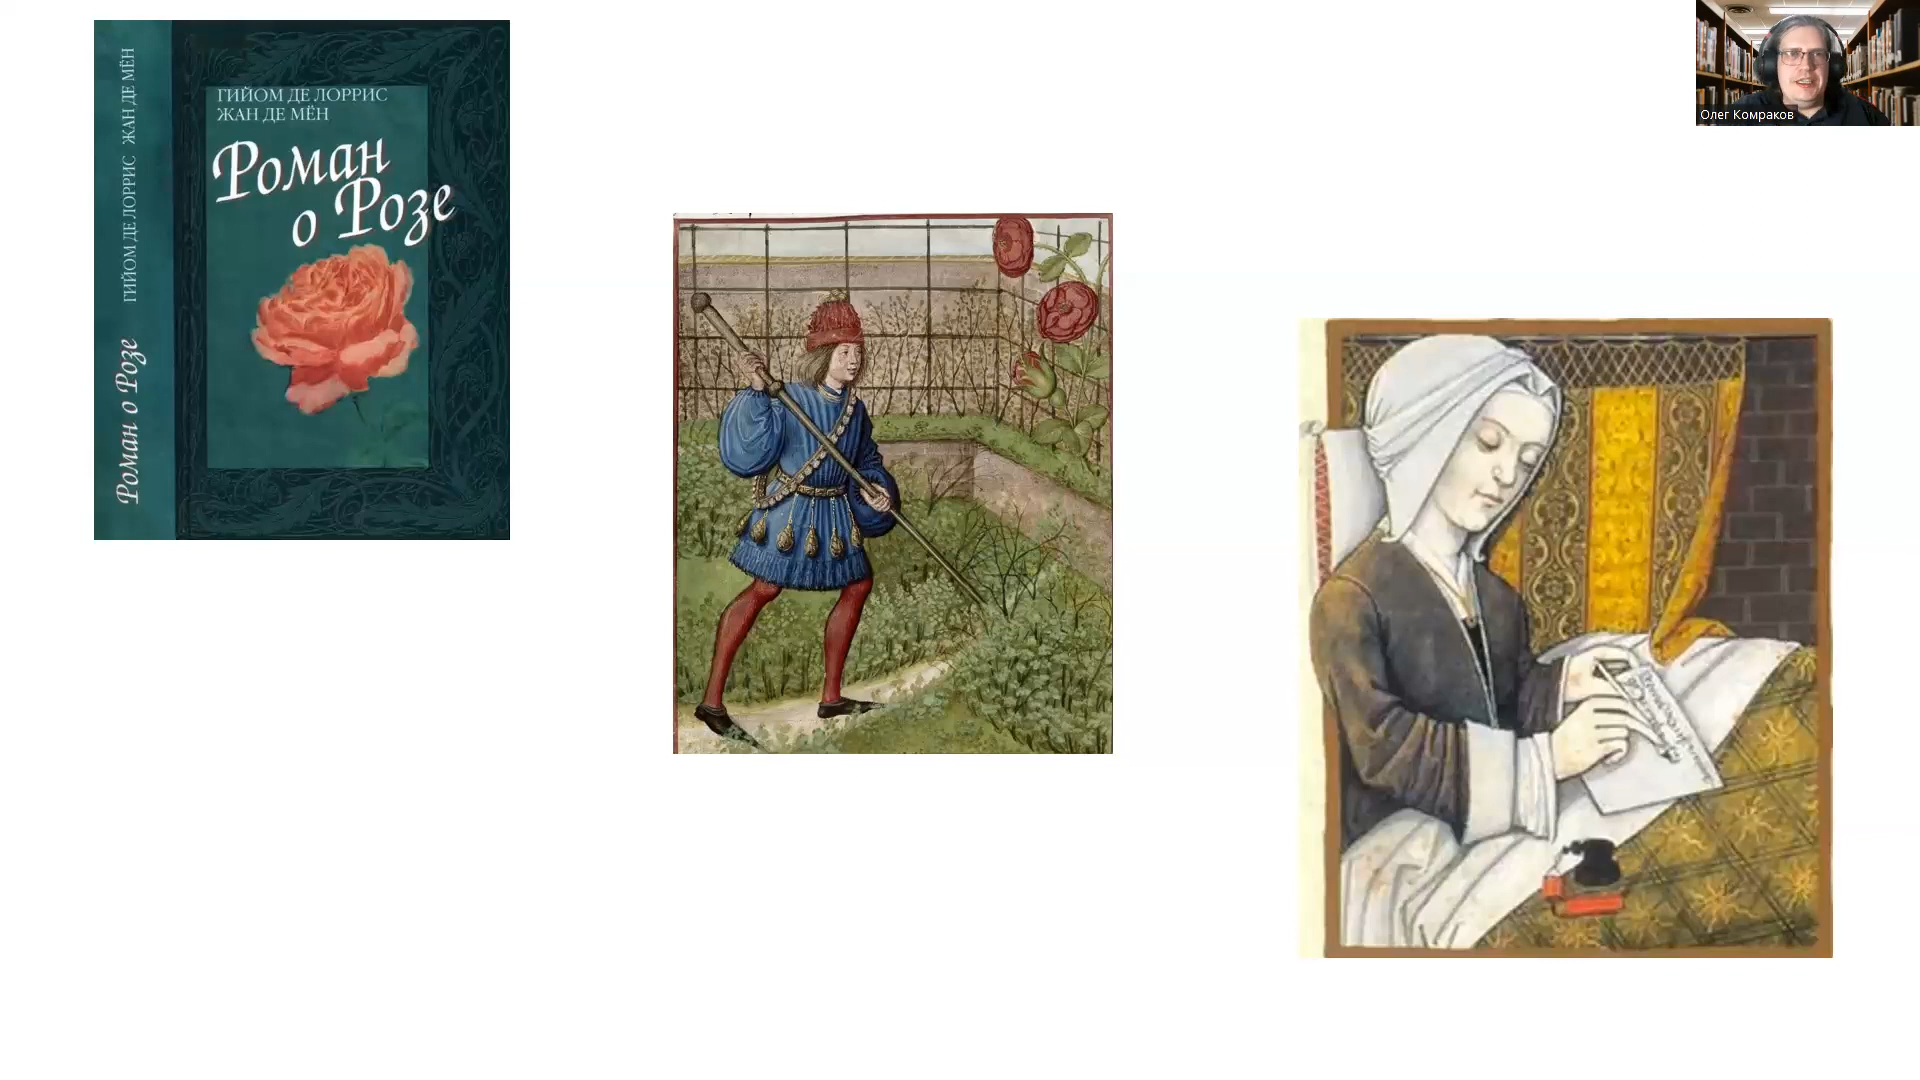 ГИЙОМ ДЕ ЛОРРИС
ЖАН ДЕ МЁН
Роман
о Розе
Роман о Розе ГИЙОМ ДЕ ЛОРРИС ЖАН ДЕ МЁН
Олег Комраков